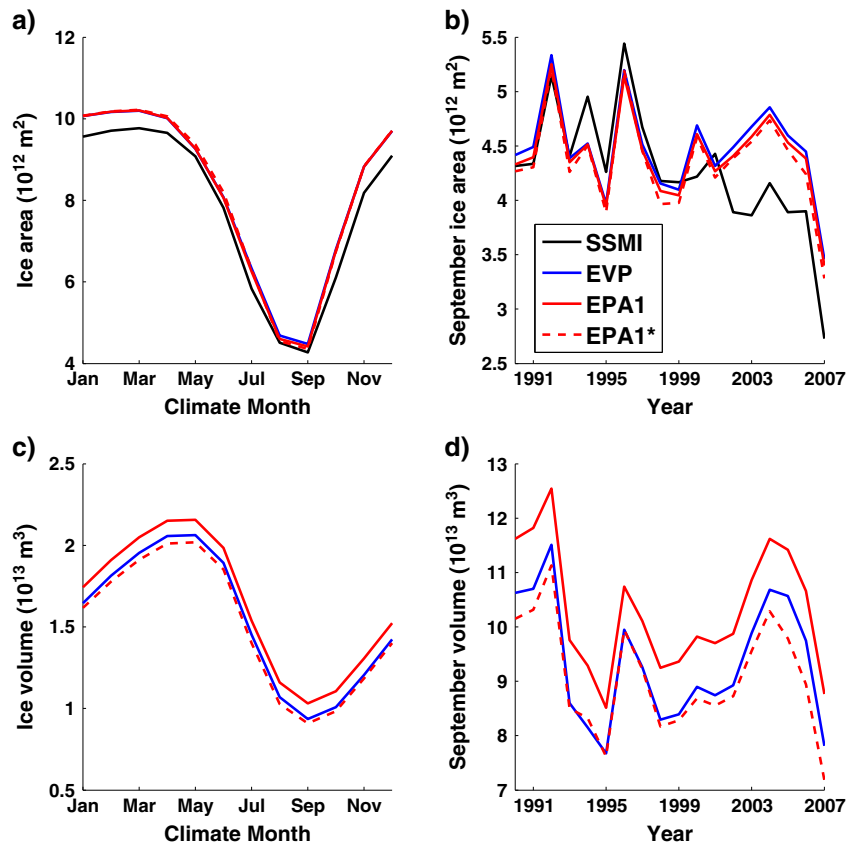 a)
12
10
8
6
4
Ice area (10¹² m²)
Jan Mar May Jul Sep Nov
Climate Month
b)
5.5
5
4.5
4
3.5
3
2.5
September ice area (10¹² m²)
SSMI
EVP
EPA1
EPA1*
1991 1995 1999 2003 2007
Year
c)
2.5
2
1.5
1
0.5
Ice volume (10¹³ m³)
Jan Mar May Jul Sep Nov
Climate Month
d)
13
12
11
10
9
8
7
September volume (10¹³ m³)
1991 1995 1999 2003 2007
Year